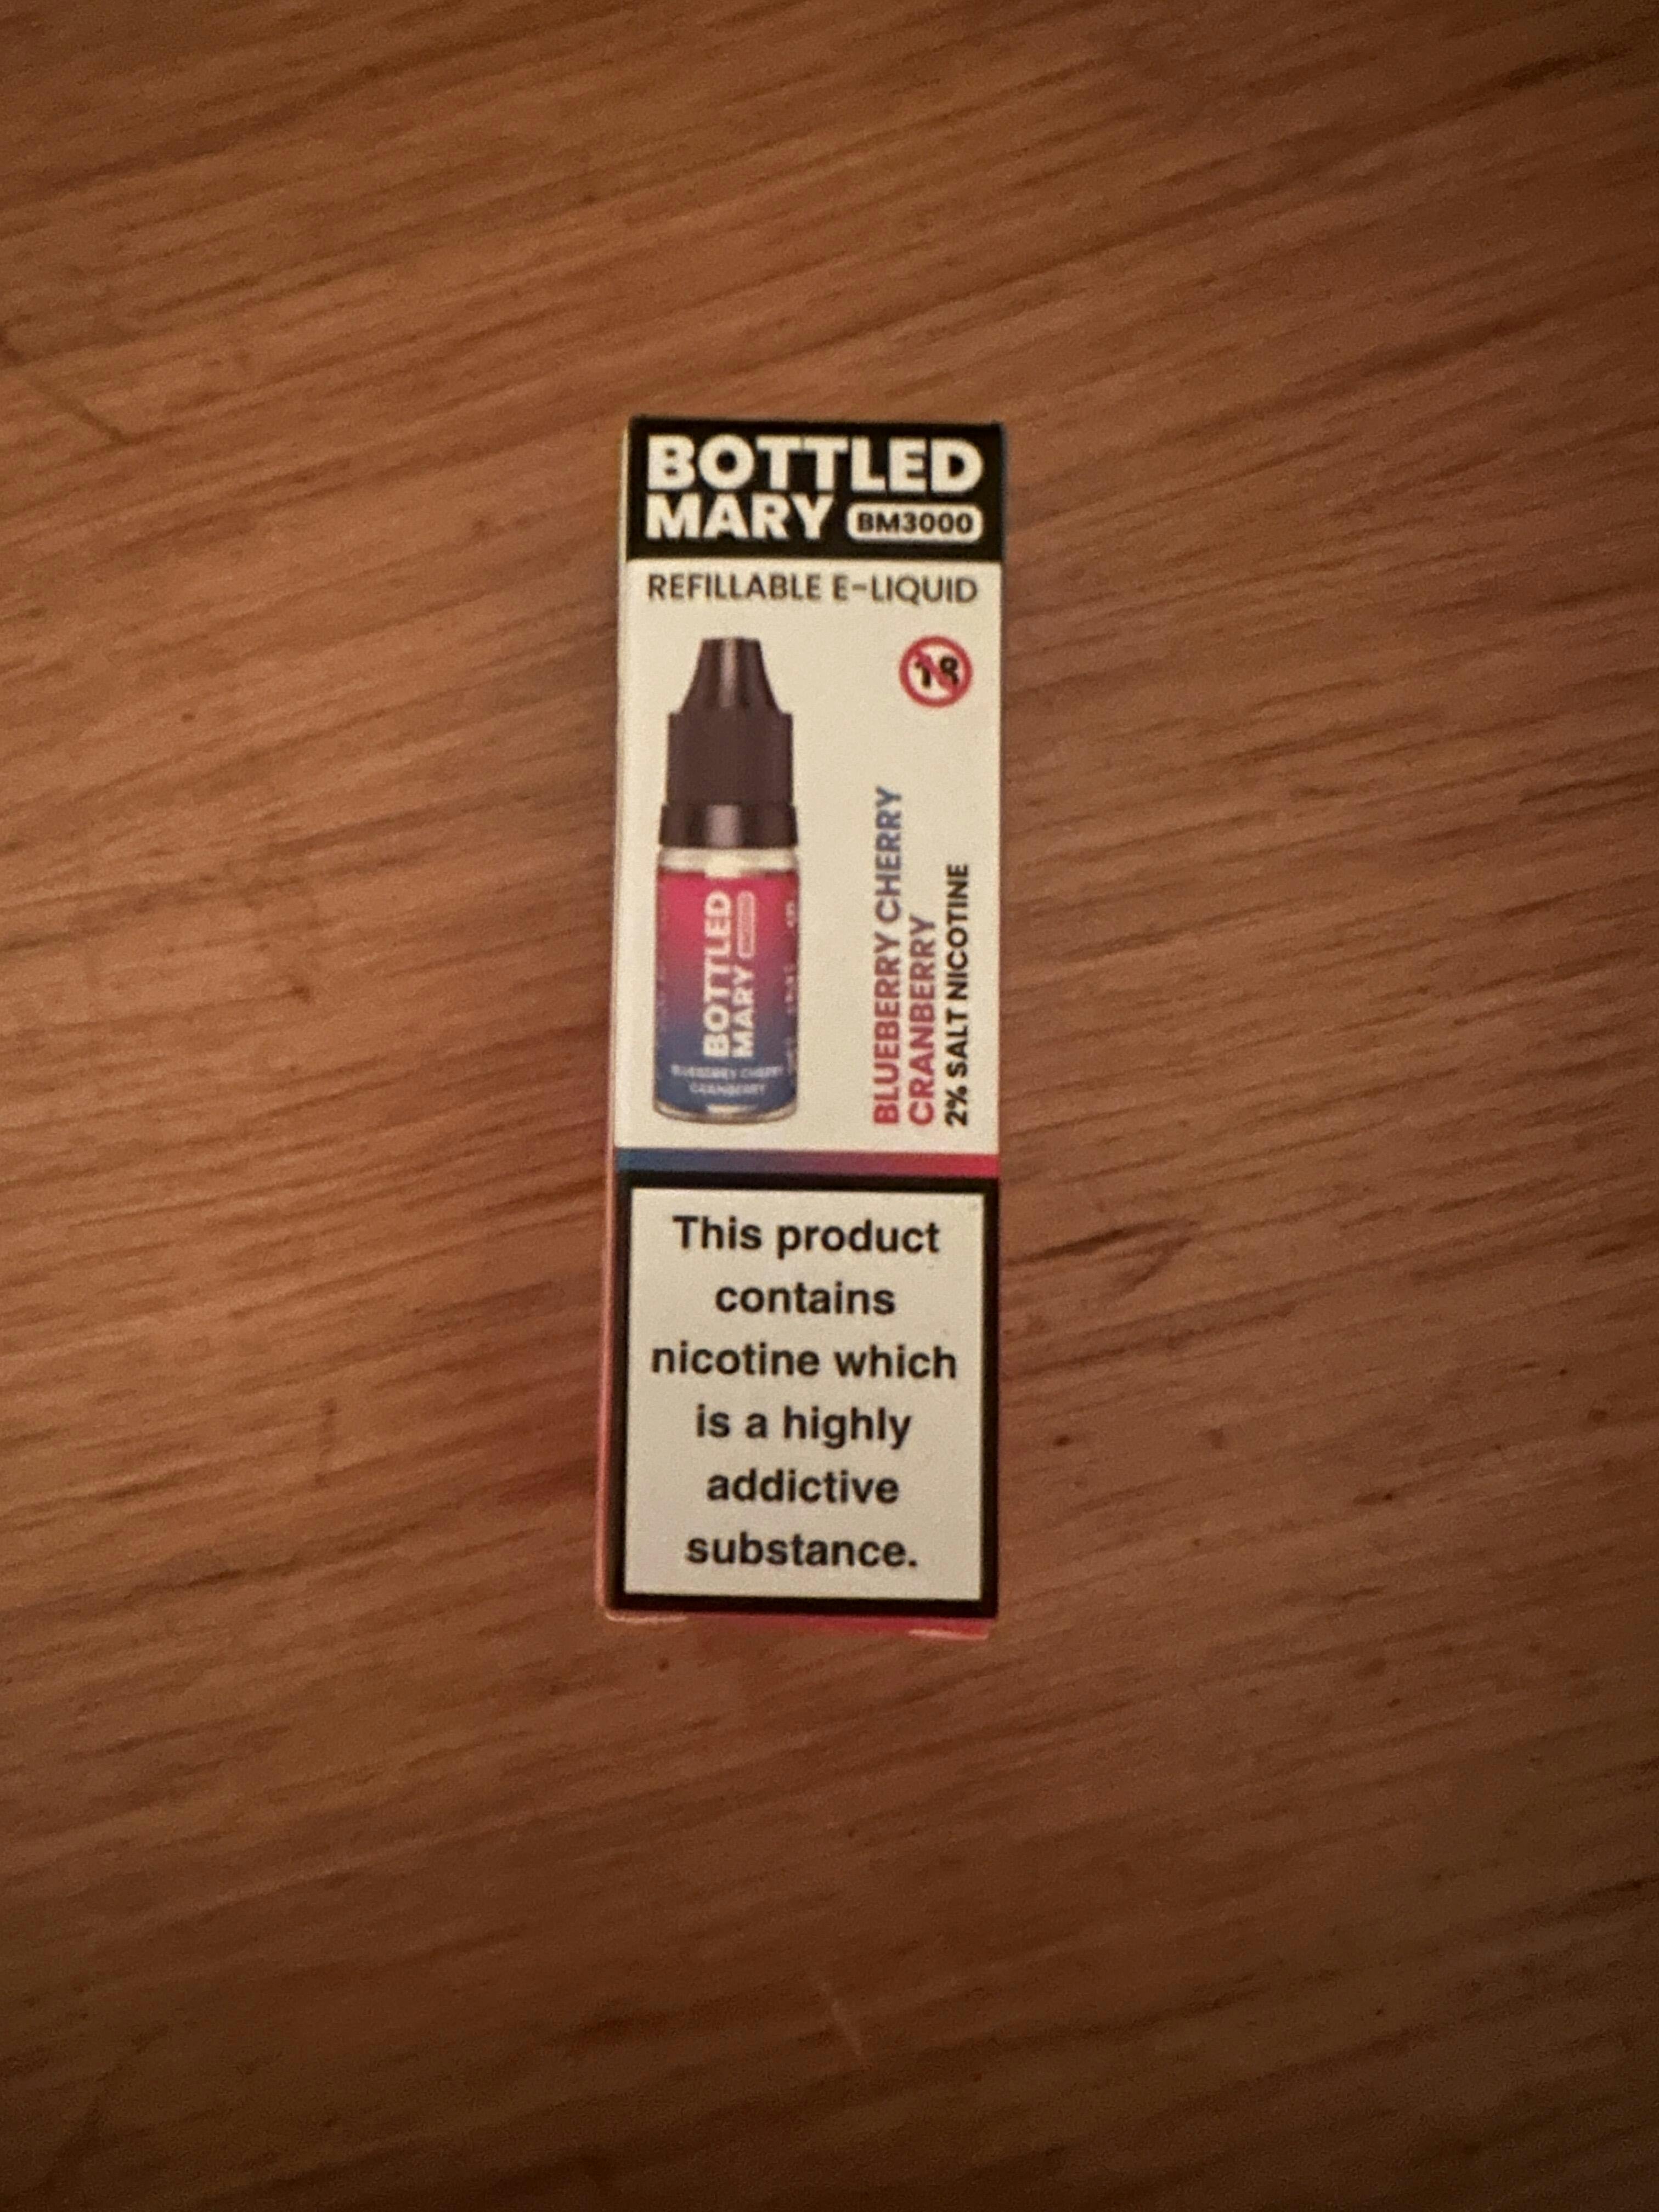 BOTTLED
MARY BM3000
REFILLABLE E-LIQUID
18
BOTTLED
MARY
BLUEBERRY CHERRY
CRANBERRY
BLUEBERRY CHERRY
CRANBERRY
2% SALT NICOTINE
This product
contains
nicotine which
is a highly
addictive
substance.